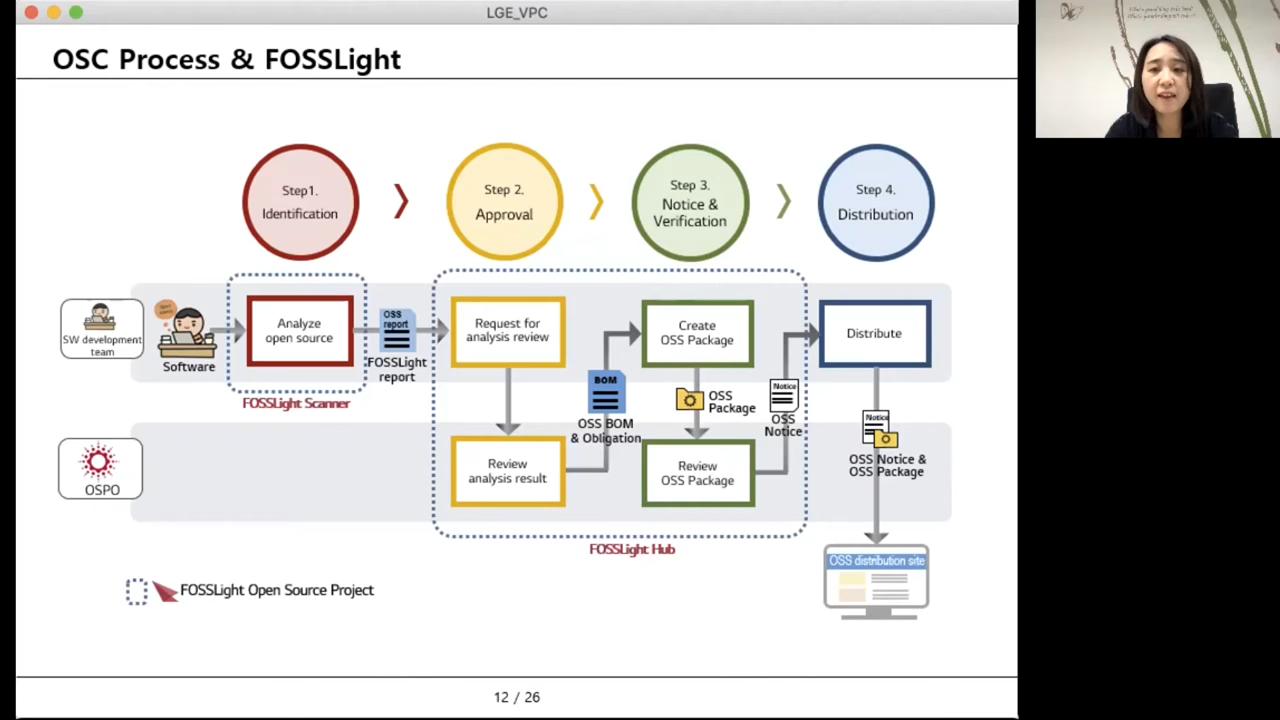 LGE_VPC
OSC Process & FOSSLight
Step1.
Identification
Step 2.
Approval
Step 3.
Notice &
Verification
Step 4.
Distribution
SW development
team
Software
Analyze
open source
OSS
report
FOSSLight
report
Request for
analysis review
Create
OSS Package
Distribute
FOSSLight Scanner
BOM
OSS BOM
& Obligation
OSS
Package
Notice
OSS
Notice
Notice
OSS Notice &
OSS Package
OSPO
Review
analysis result
Review
OSS Package
FOSSLight Hub
OSS distribution site
FOSSLight Open Source Project
12 / 26